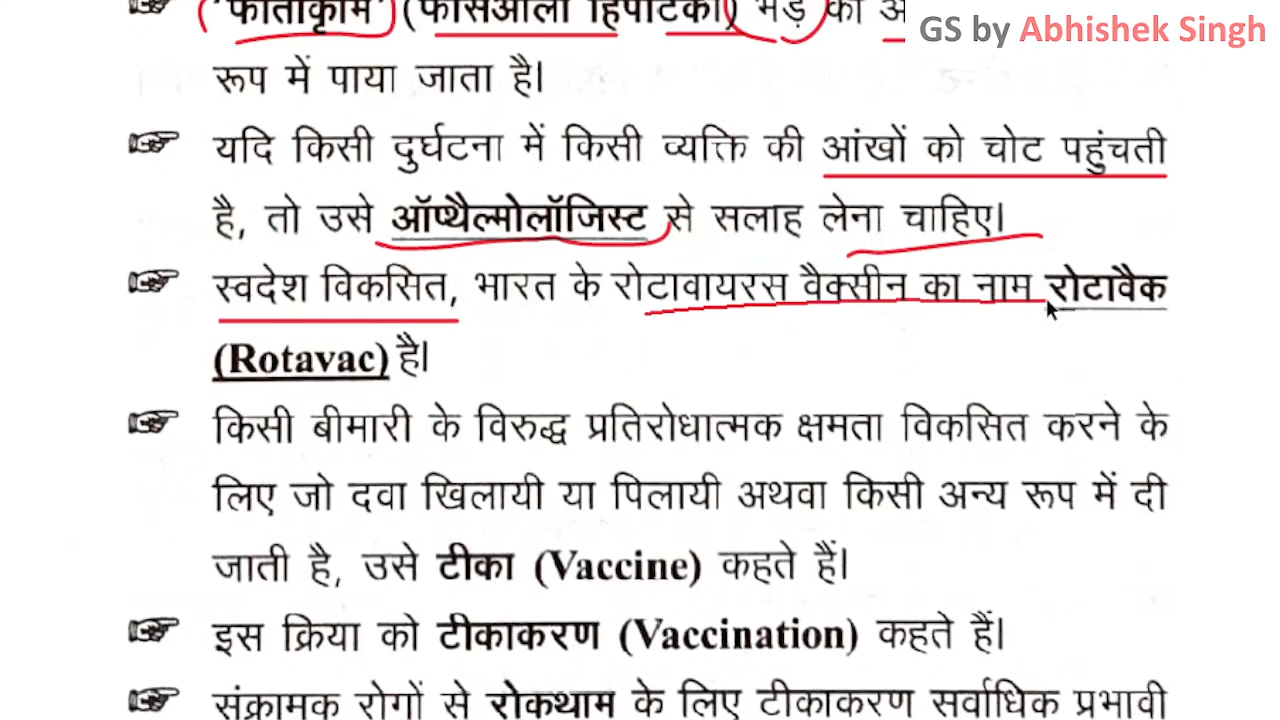 'फीताकृमि' (फैसिओला हिपेटिका) भेड़ की
GS by Abhishek Singh
रूप में पाया जाता है।
यदि किसी दुर्घटना में किसी व्यक्ति की आंखों को चोट पहुंचती
है, तो उसे ऑप्थैल्मोलॉजिस्ट से सलाह लेना चाहिए।
स्वदेश विकसित, भारत के रोटावायरस वैक्सीन का नाम रोटावैक
(Rotavac) है।
किसी बीमारी के विरुद्ध प्रतिरोधात्मक क्षमता विकसित करने के
लिए जो दवा खिलायी या पिलायी अथवा किसी अन्य रूप में दी
जाती है, उसे टीका (Vaccine) कहते हैं।
इस क्रिया को टीकाकरण (Vaccination) कहते हैं।
संक्रामक रोगों से रोकथाम के लिए टीकाकरण सर्वाधिक प्रभावी